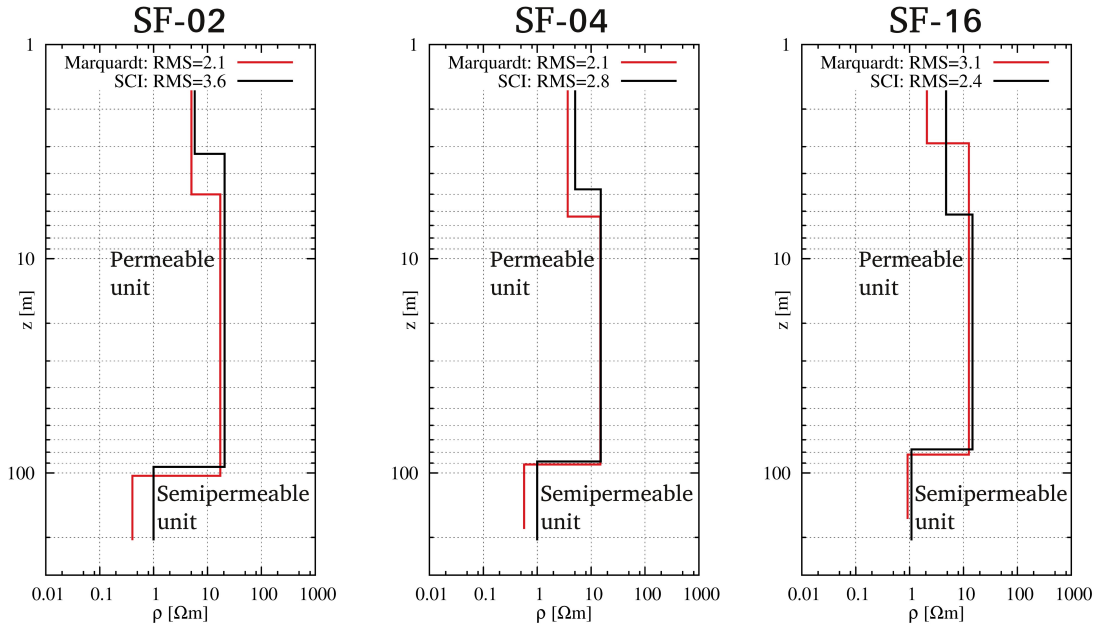 SF-02
1
Marquardt: RMS=2.1
SCI: RMS=3.6
10
Permeable
unit
z [m]
100
Semipermeable
unit
0.01 0.1 1 10 100 1000
ρ [Ωm]
SF-04
1
Marquardt: RMS=2.1
SCI: RMS=2.8
10
Permeable
unit
z [m]
100
Semipermeable
unit
0.01 0.1 1 10 100 1000
ρ [Ωm]
SF-16
1
Marquardt: RMS=3.1
SCI: RMS=2.4
10
Permeable
unit
z [m]
100
Semipermeable
unit
0.01 0.1 1 10 100 1000
ρ [Ωm]